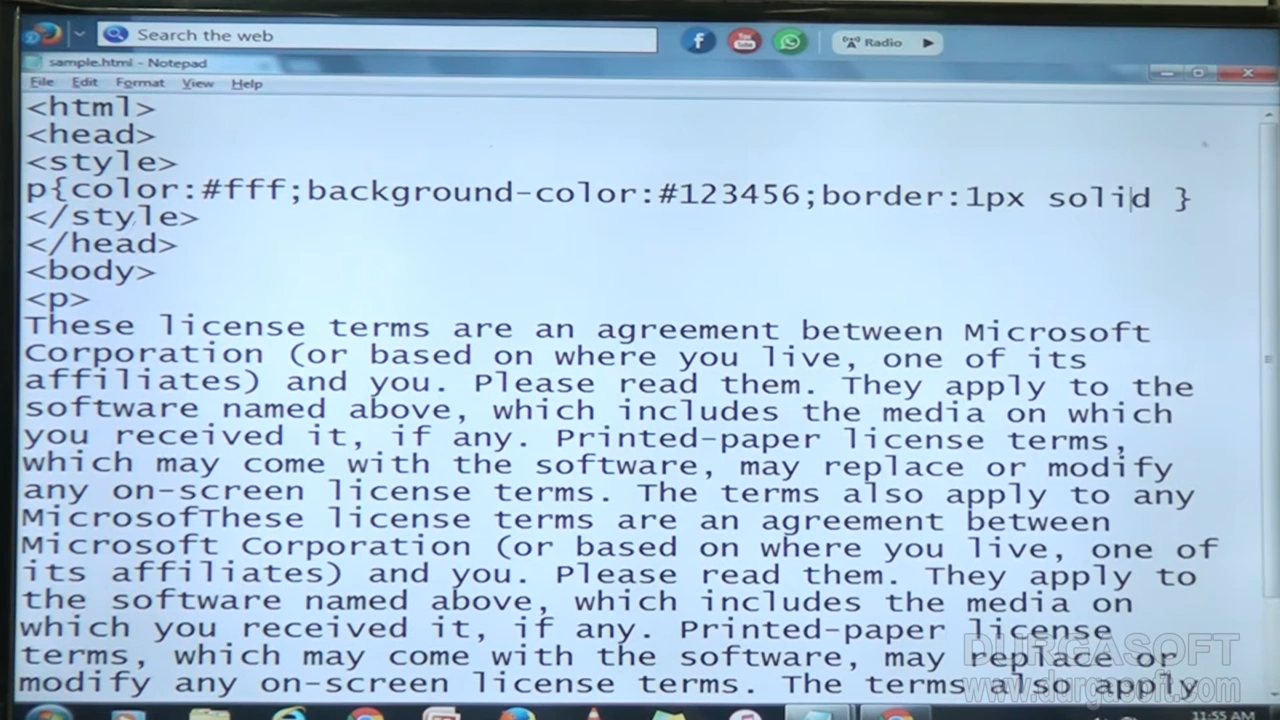 Search the web
f
You Tube
Radio
sample.html - Notepad
File Edit Format View Help
<html>
<head>
<style>
p{color:#fff;background-color:#123456;border:1px solid }
</style>
</head>
<body>
<p>
These license terms are an agreement between Microsoft
Corporation (or based on where you live, one of its
affiliates) and you. Please read them. They apply to the
software named above, which includes the media on which
you received it, if any. Printed-paper license terms,
which may come with the software, may replace or modify
any on-screen license terms. The terms also apply to any
MicrosofThese license terms are an agreement between
Microsoft Corporation (or based on where you live, one of
its affiliates) and you. Please read them. They apply to
the software named above, which includes the media on
which you received it, if any. Printed-paper license
terms, which may come with the software, may replace or
modify any on-screen license terms. The terms also apply
DURGASOFT
www.durgasoft.com
11:55 AM